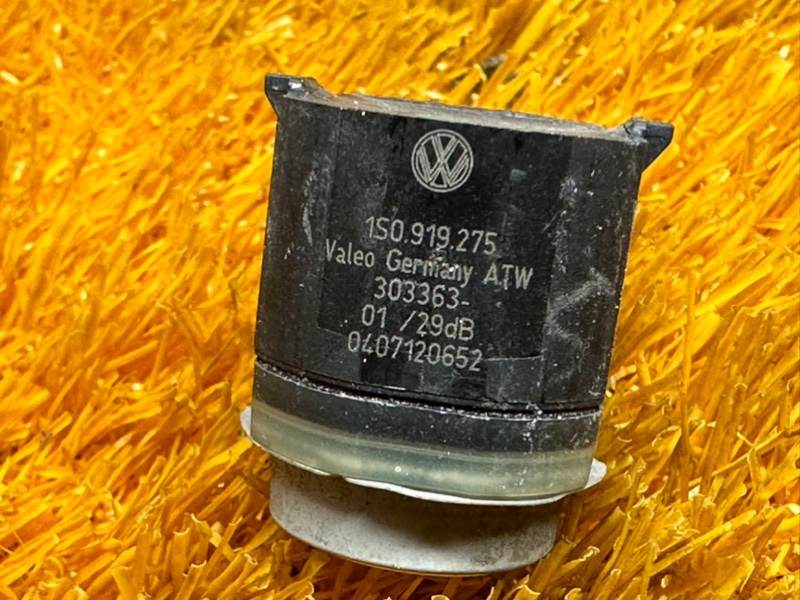 1S0.919.275
Valeo Germany ATW
303363-
01 /29dB
0407120652